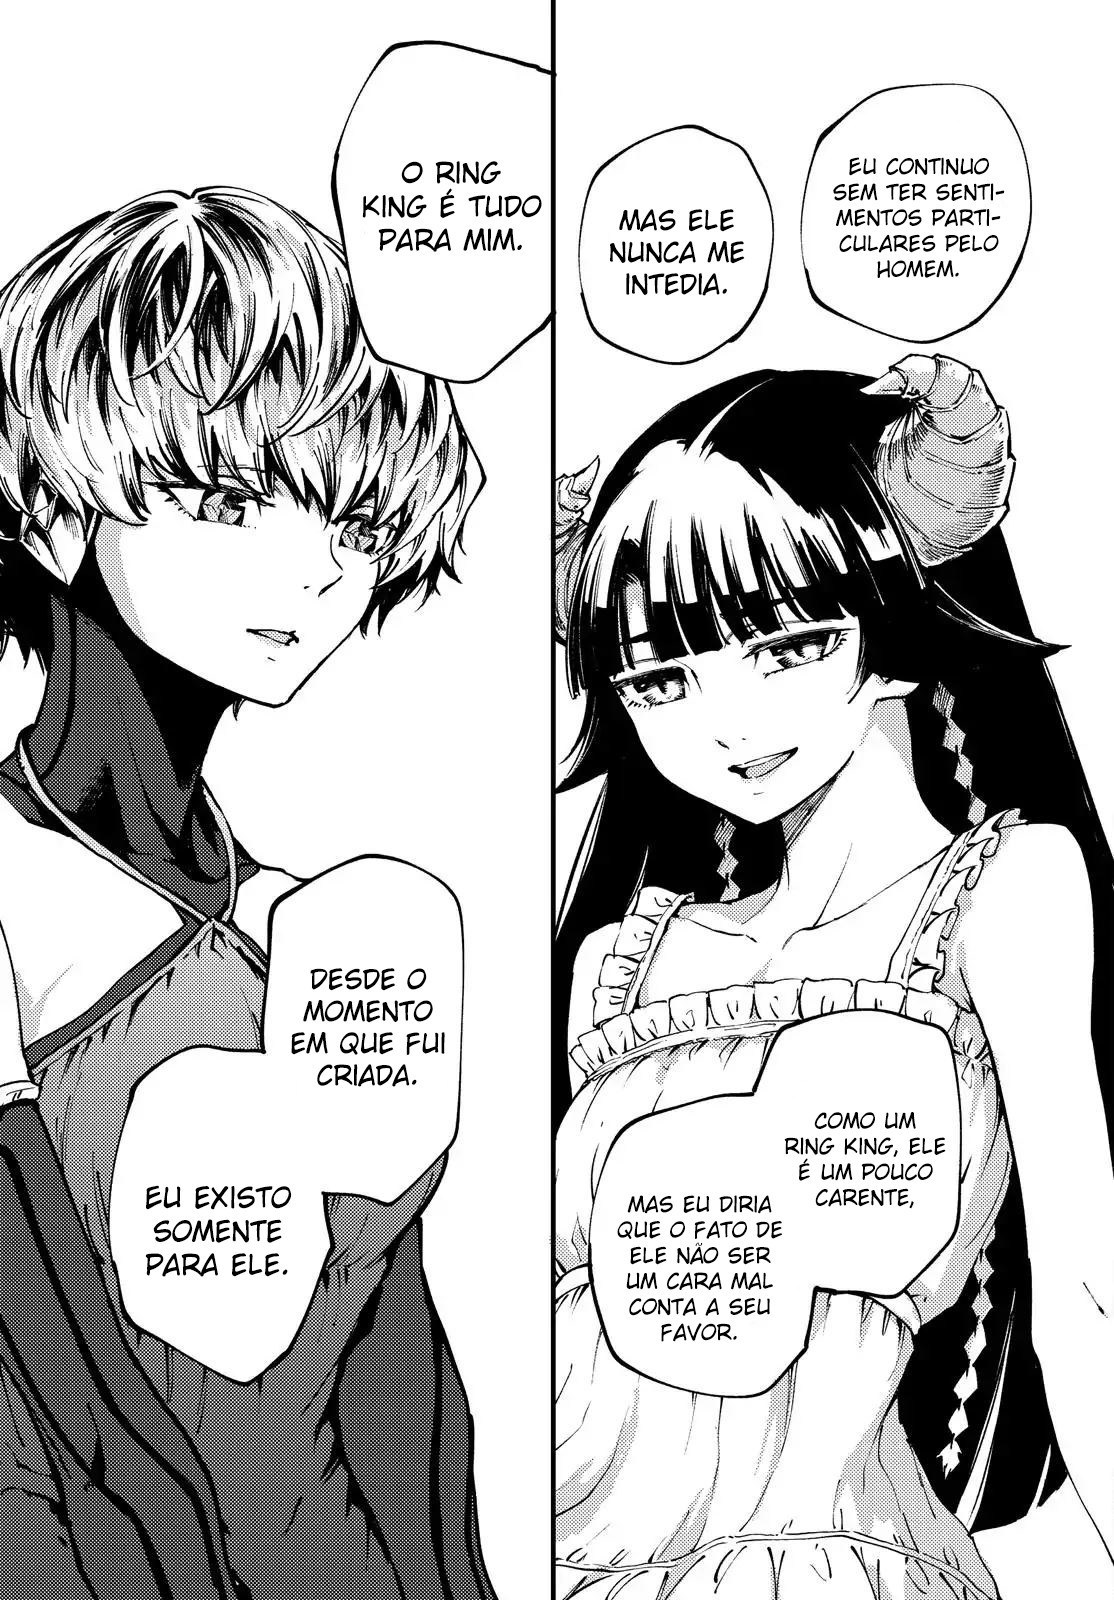 EU CONTINUO
SEM TER SENTI-
MENTOS PARTI-
CULARES PELO
HOMEM.
MAS ELE
NUNCA ME
INTEDIA.
COMO UM
RING KING, ELE
É UM POUCO
CARENTE,
MAS EU DIRIA
QUE O FATO DE
ELE NÃO SER
UM CARA MAL
CONTA A SEU
FAVOR.
O RING
KING É TUDO
PARA MIM.
DESDE O
MOMENTO
EM QUE FUI
CRIADA.
EU EXISTO
SOMENTE
PARA ELE.